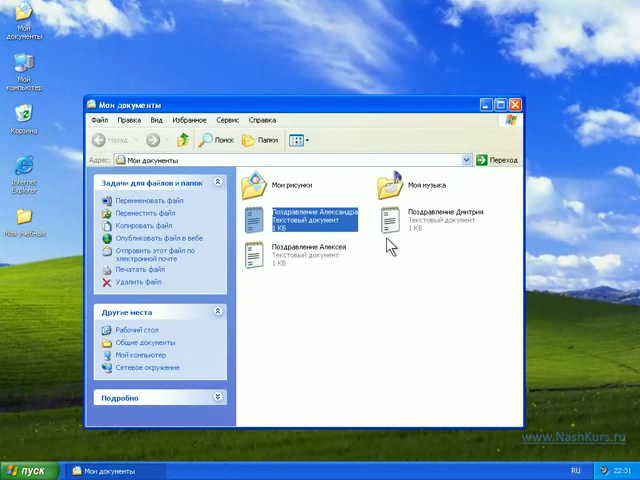 Мои документы
Мой компьютер
Корзина
Internet Explorer
Моя учебная
Мои документы
Файл Правка Вид Избранное Сервис Справка
Назад Поиск Папки
Адрес: Мои документы Переход
Задачи для файлов и папок
Переименовать файл
Переместить файл
Копировать файл
Опубликовать файл в вебе
Отправить этот файл по
электронной почте
Печатать файл
Удалить файл
Другие места
Рабочий стол
Общие документы
Мой компьютер
Сетевое окружение
Подробно
Мои рисунки
Моя музыка
Поздравление Александра
Текстовый документ
1 КБ
Поздравление Дмитрия
Текстовый документ
1 КБ
Поздравление Алексея
Текстовый документ
1 КБ
www.NashKurs.ru
пуск Мои документы RU 22:31